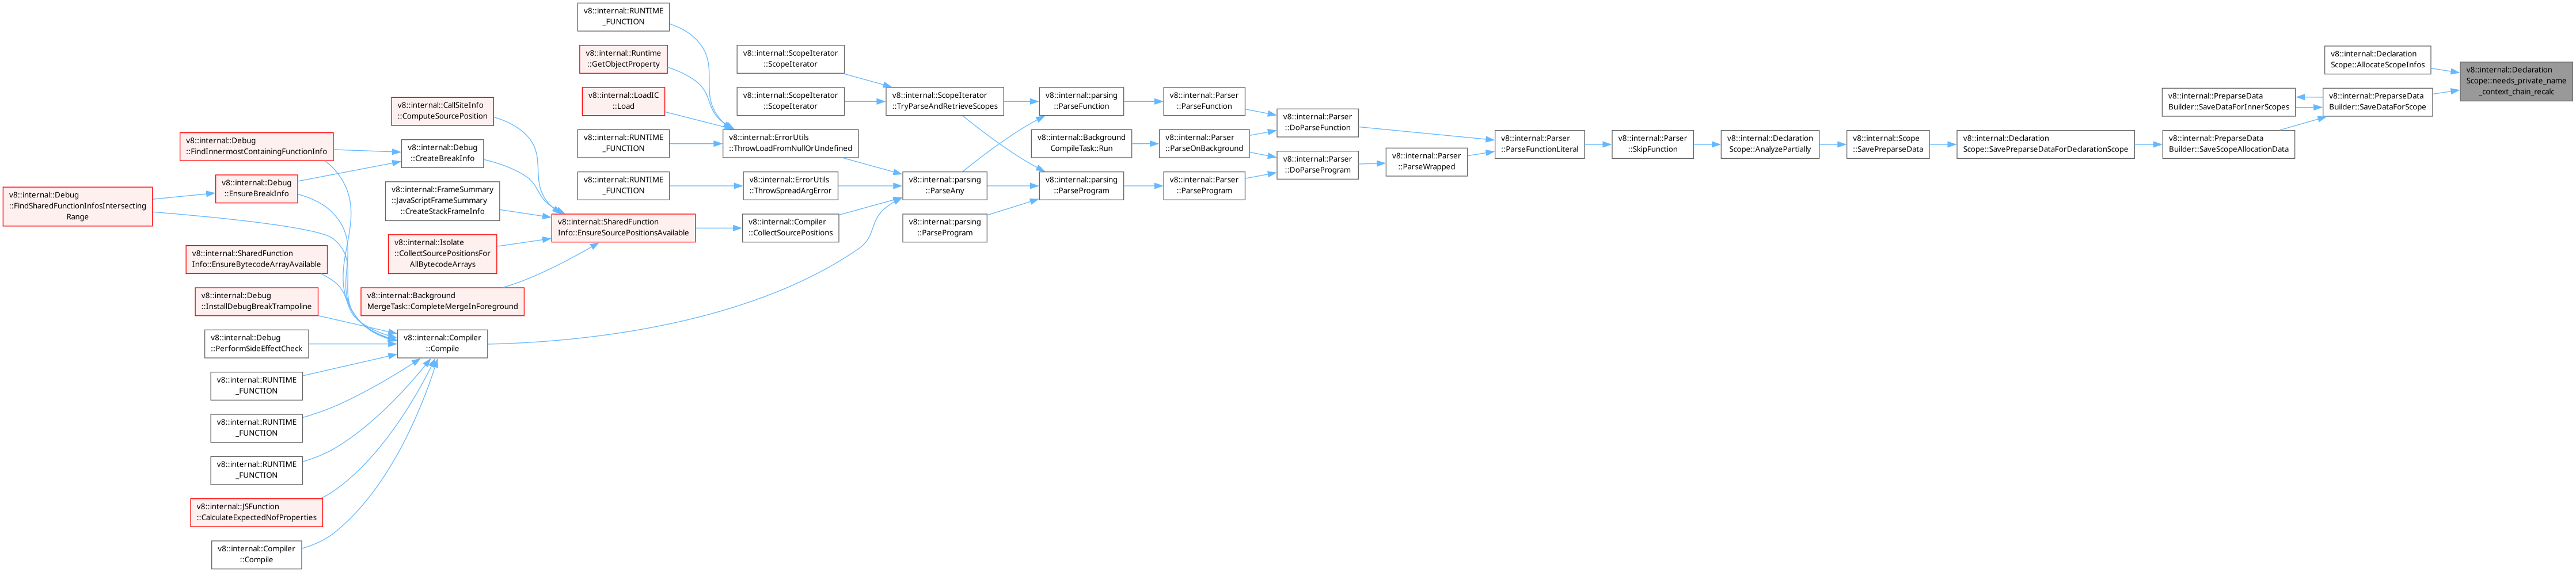 v8::internal::RUNTIME
_FUNCTION
v8::internal::Runtime
::GetObjectProperty
v8::internal::LoadIC
::Load
v8::internal::RUNTIME
_FUNCTION
v8::internal::RUNTIME
_FUNCTION
v8::internal::ScopeIterator
::ScopeIterator
v8::internal::ScopeIterator
::ScopeIterator
v8::internal::ErrorUtils
::ThrowLoadFromNullOrUndefined
v8::internal::ErrorUtils
::ThrowSpreadArgError
v8::internal::Compiler
::CollectSourcePositions
v8::internal::ScopeIterator
::TryParseAndRetrieveScopes
v8::internal::parsing
::ParseAny
v8::internal::parsing
::ParseProgram
v8::internal::parsing
::ParseFunction
v8::internal::Background
CompileTask::Run
v8::internal::parsing
::ParseProgram
v8::internal::Parser
::ParseFunction
v8::internal::Parser
::ParseOnBackground
v8::internal::Parser
::ParseProgram
v8::internal::Parser
::DoParseFunction
v8::internal::Parser
::DoParseProgram
v8::internal::Parser
::ParseWrapped
v8::internal::Parser
::ParseFunctionLiteral
v8::internal::Parser
::SkipFunction
v8::internal::Declaration
Scope::AnalyzePartially
v8::internal::Scope
::SavePreparseData
v8::internal::Declaration
Scope::SavePreparseDataForDeclarationScope
v8::internal::PreparseData
Builder::SaveDataForInnerScopes
v8::internal::PreparseData
Builder::SaveScopeAllocationData
v8::internal::Declaration
Scope::AllocateScopeInfos
v8::internal::PreparseData
Builder::SaveDataForScope
v8::internal::Declaration
Scope::needs_private_name
_context_chain_recalc
v8::internal::CallSiteInfo
::ComputeSourcePosition
v8::internal::Debug
::CreateBreakInfo
v8::internal::FrameSummary
::JavaScriptFrameSummary
::CreateStackFrameInfo
v8::internal::Isolate
::CollectSourcePositionsFor
AllBytecodeArrays
v8::internal::Background
MergeTask::CompleteMergeInForeground
v8::internal::SharedFunction
Info::EnsureSourcePositionsAvailable
v8::internal::Compiler
::Compile
v8::internal::Debug
::FindInnermostContainingFunctionInfo
v8::internal::Debug
::EnsureBreakInfo
v8::internal::Debug
::FindSharedFunctionInfosIntersecting
Range
v8::internal::SharedFunction
Info::EnsureBytecodeArrayAvailable
v8::internal::Debug
::InstallDebugBreakTrampoline
v8::internal::Debug
::PerformSideEffectCheck
v8::internal::RUNTIME
_FUNCTION
v8::internal::RUNTIME
_FUNCTION
v8::internal::RUNTIME
_FUNCTION
v8::internal::JSFunction
::CalculateExpectedNofProperties
v8::internal::Compiler
::Compile